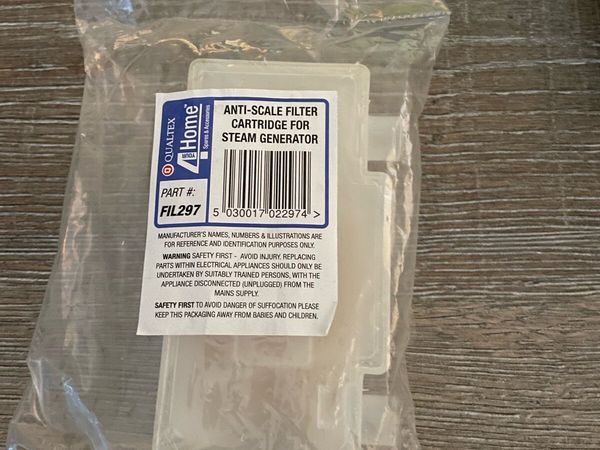 QUALTEX
4 YOUR Home
Spares & Accessories
PART #:
FIL297
ANTI-SCALE FILTER
CARTRIDGE FOR
STEAM GENERATOR
5 030017 022974 >
MANUFACTURER'S NAMES, NUMBERS & ILLUSTRATIONS ARE
FOR REFERENCE AND IDENTIFICATION PURPOSES ONLY.
WARNING SAFETY FIRST - AVOID INJURY. REPLACING
PARTS WITHIN ELECTRICAL APPLIANCES SHOULD ONLY BE
UNDERTAKEN BY SUITABLY TRAINED PERSONS, WITH THE
APPLIANCE DISCONNECTED (UNPLUGGED) FROM THE
MAINS SUPPLY.
SAFETY FIRST TO AVOID DANGER OF SUFFOCATION PLEASE
KEEP THIS PACKAGING AWAY FROM BABIES AND CHILDREN.